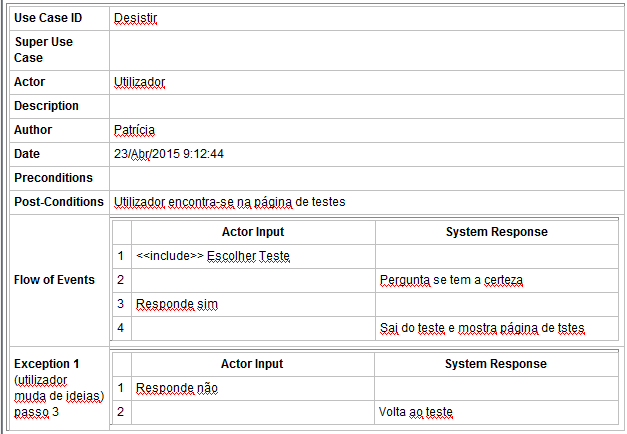 Use Case ID Desistir
Super Use
Case
Actor Utilizador
Description
Author Patrícia
Date 23/Abr/2015 9:12:44
Preconditions
Post-Conditions Utilizador encontra-se na página de testes
Flow of Events
Actor Input System Response
1 <<include>> Escolher Teste
2 Pergunta se tem a certeza
3 Responde sim
4 Sai do teste e mostra página de tstes
Exception 1
(utilizador
muda de ideias)
passo 3
Actor Input System Response
1 Responde não
2 Volta ao teste